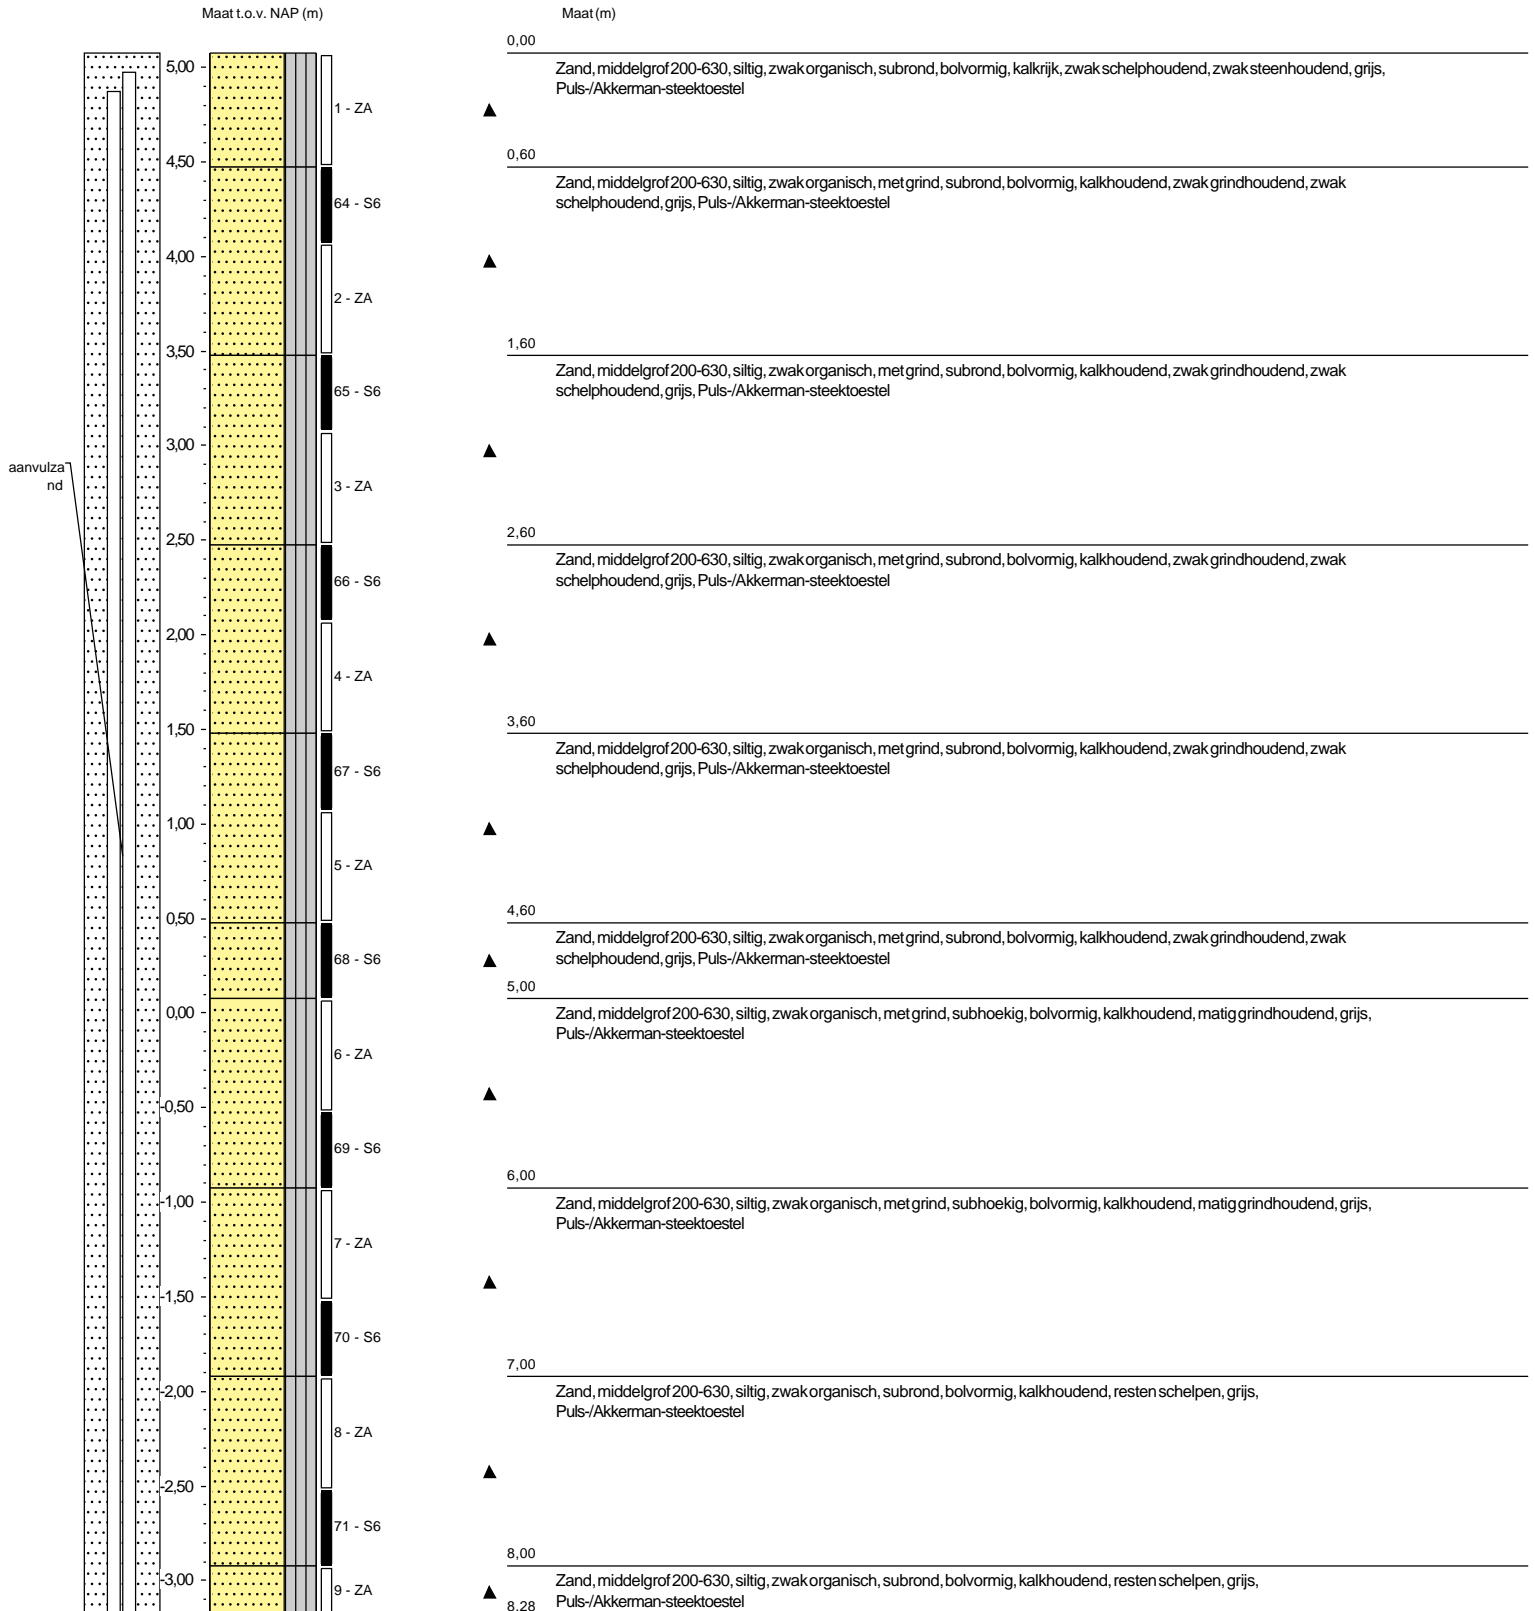 Maat t.o.v. NAP (m)
Maat (m)
0,00
5,00
Zand, middelgrof 200-630, siltig, zwak organisch, subrond, bolvormig, kalkrijk, zwak schelphoudend, zwak steenhoudend, grijs,
Puls-/Akkerman-steektoestel
1 - ZA
0,60
4,50
Zand, middelgrof 200-630, siltig, zwak organisch, met grind, subrond, bolvormig, kalkhoudend, zwak grindhoudend, zwak
schelphoudend, grijs, Puls-/Akkerman-steektoestel
64 - S6
4,00
2 - ZA
1,60
3,50
Zand, middelgrof 200-630, siltig, zwak organisch, met grind, subrond, bolvormig, kalkhoudend, zwak grindhoudend, zwak
schelphoudend, grijs, Puls-/Akkerman-steektoestel
65 - S6
3,00
aanvulza
nd
3 - ZA
2,60
2,50
Zand, middelgrof 200-630, siltig, zwak organisch, met grind, subrond, bolvormig, kalkhoudend, zwak grindhoudend, zwak
schelphoudend, grijs, Puls-/Akkerman-steektoestel
66 - S6
2,00
4 - ZA
3,60
1,50
Zand, middelgrof 200-630, siltig, zwak organisch, met grind, subrond, bolvormig, kalkhoudend, zwak grindhoudend, zwak
schelphoudend, grijs, Puls-/Akkerman-steektoestel
67 - S6
1,00
5 - ZA
4,60
0,50
Zand, middelgrof 200-630, siltig, zwak organisch, met grind, subrond, bolvormig, kalkhoudend, zwak grindhoudend, zwak
schelphoudend, grijs, Puls-/Akkerman-steektoestel
68 - S6
5,00
0,00
Zand, middelgrof 200-630, siltig, zwak organisch, met grind, subhoekig, bolvormig, kalkhoudend, matig grindhoudend, grijs,
Puls-/Akkerman-steektoestel
6 - ZA
-0,50
69 - S6
6,00
-1,00
Zand, middelgrof 200-630, siltig, zwak organisch, met grind, subhoekig, bolvormig, kalkhoudend, matig grindhoudend, grijs,
Puls-/Akkerman-steektoestel
7 - ZA
-1,50
70 - S6
7,00
-2,00
Zand, middelgrof 200-630, siltig, zwak organisch, subrond, bolvormig, kalkhoudend, resten schelpen, grijs,
Puls-/Akkerman-steektoestel
8 - ZA
-2,50
71 - S6
8,00
-3,00
Zand, middelgrof 200-630, siltig, zwak organisch, subrond, bolvormig, kalkhoudend, resten schelpen, grijs,
Puls-/Akkerman-steektoestel
9 - ZA
8,28